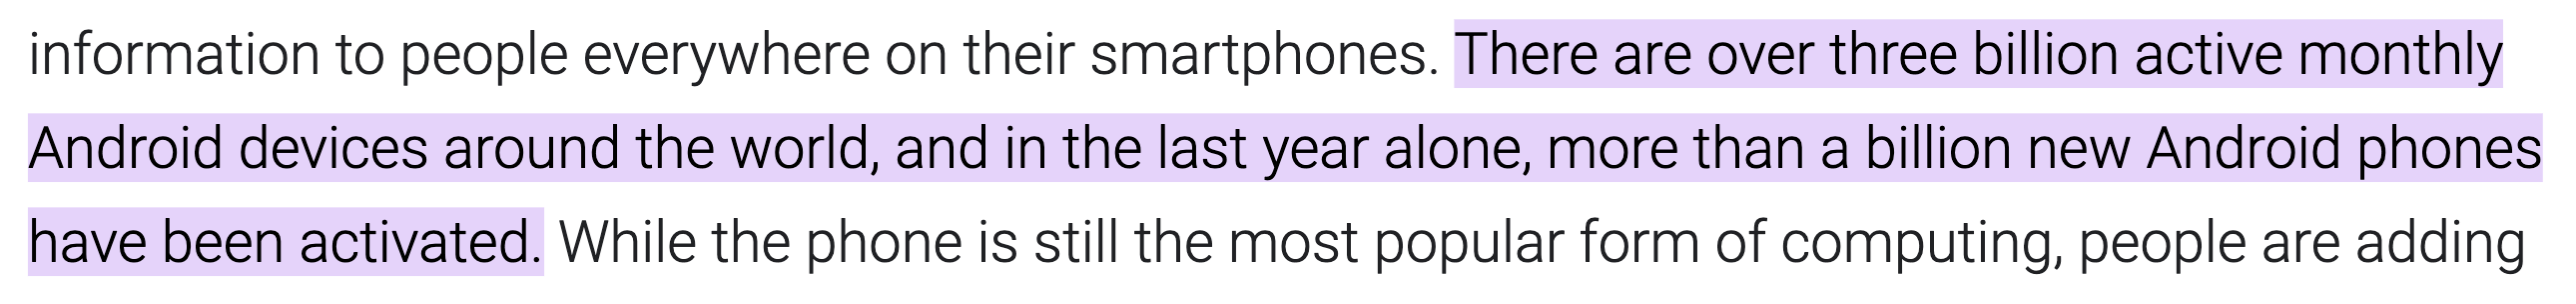 information to people everywhere on their smartphones. There are over three billion active monthly
Android devices around the world, and in the last year alone, more than a billion new Android phones
have been activated. While the phone is still the most popular form of computing, people are adding